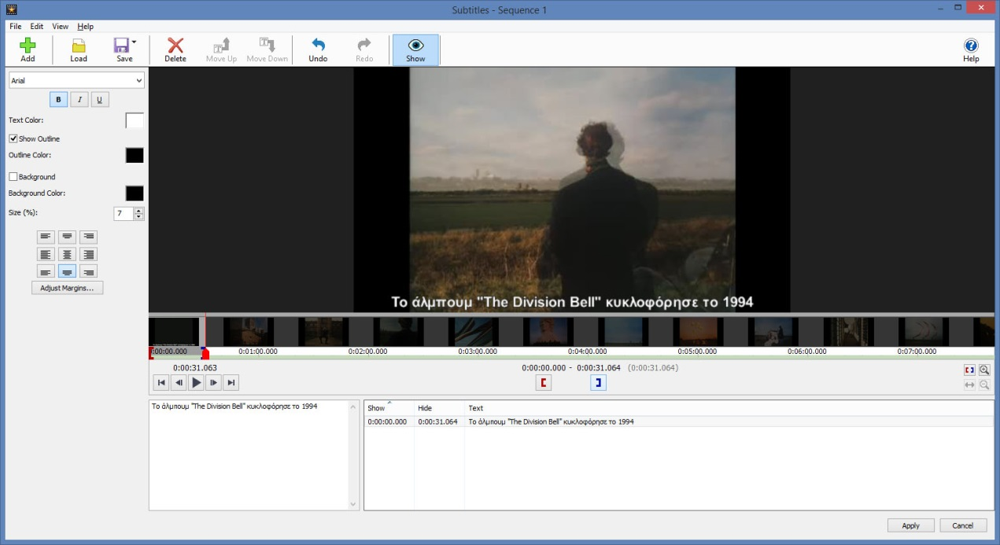 Subtitles - Sequence 1
File Edit View Help
Add Load Save Delete Move Up Move Down Undo Redo Show Help
Arial
B I U
Text Color:
Show Outline
Outline Color:
Background
Background Color:
Size (%): 7
Adjust Margins...
Το άλμπουμ "The Division Bell" κυκλοφόρησε το 1994
0:00:00.000 0:01:00.000 0:02:00.000 0:03:00.000 0:04:00.000 0:05:00.000 0:06:00.000 0:07:00.000
0:00:31.063 0:00:00.000 - 0:00:31.064 (0:00:31.064)
Το άλμπουμ "The Division Bell" κυκλοφόρησε το 1994
Show Hide Text
0:00:00.000 0:00:31.064 Το άλμπουμ "The Division Bell" κυκλοφόρησε το 1994
Apply Cancel